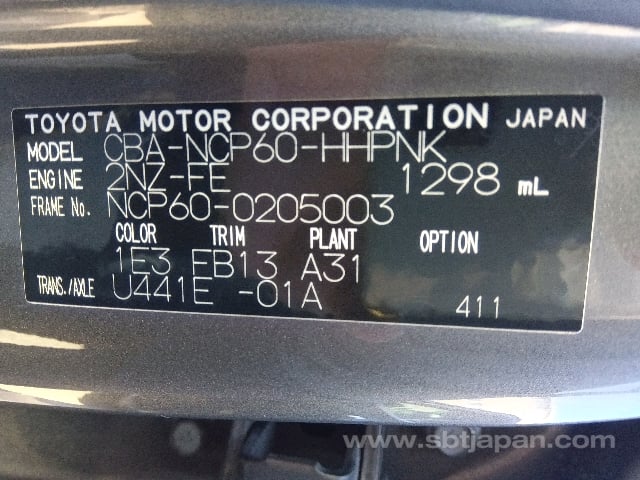 TOYOTA MOTOR CORPORATION JAPAN
MODEL CBA-NCP60-HHPNK
ENGINE 2NZ-FE 1298 mL
FRAME No. NCP60-0205003
COLOR TRIM PLANT OPTION
1E3 FB13 A31
TRANS./AXLE U441E -01A
411
www.sbtjapan.com